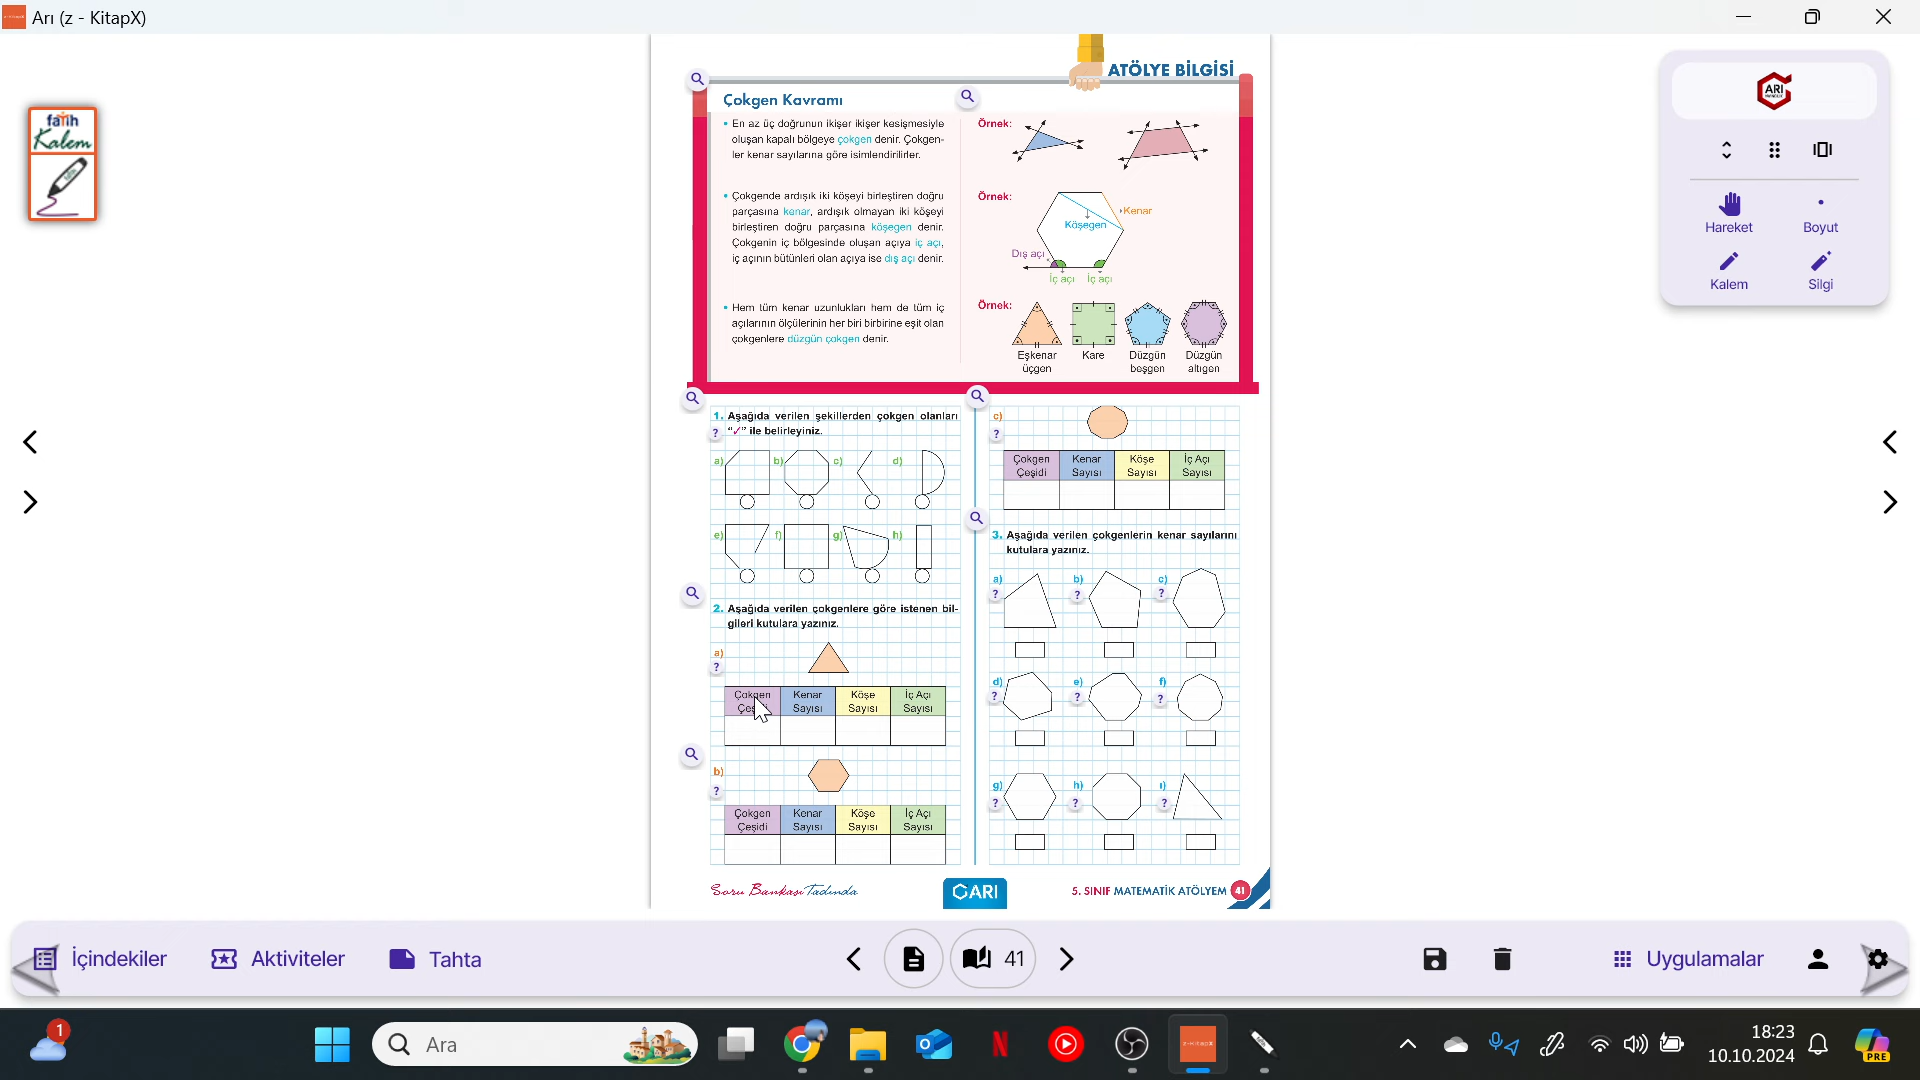 Arı (z - KitapX)
fatih
Kalem
ATÖLYE BİLGİSİ
Çokgen Kavramı
• En az üç doğrunun ikişer ikişer kesişmesiyle
oluşan kapalı bölgeye çokgen denir. Çokgen-
ler kenar sayılarına göre isimlendirilirler.
Örnek:
• Çokgende ardışık iki köşeyi birleştiren doğru
parçasına kenar, ardışık olmayan iki köşeyi
birleştiren doğru parçasına köşegen denir.
Çokgenin iç bölgesinde oluşan açıya iç açı,
iç açının bütünleri olan açıya ise dış açı denir.
Örnek:
Kenar
Köşegen
Dış açı
İç açı İç açı
• Hem tüm kenar uzunlukları hem de tüm iç
açılarının ölçülerinin her biri birbirine eşit olan
çokgenlere düzgün çokgen denir.
Örnek:
Eşkenar Kare Düzgün Düzgün
üçgen beşgen altıgen
1. Aşağıda verilen şekillerden çokgen olanları
? "✓" ile belirleyiniz.
a) b) c) d)
e) f) g) h)
2. Aşağıda verilen çokgenlere göre istenen bil-
gileri kutulara yazınız.
a)
?
Çokgen Kenar Köşe İç Açı
Çeşidi Sayısı Sayısı Sayısı
b)
?
Çokgen Kenar Köşe İç Açı
Çeşidi Sayısı Sayısı Sayısı
c)
?
Çokgen Kenar Köşe İç Açı
Çeşidi Sayısı Sayısı Sayısı
3. Aşağıda verilen çokgenlerin kenar sayılarını
kutulara yazınız.
a) b) c)
? ? ?
d) e) f)
? ? ?
g) h) ı)
? ? ?
Soru Bankası Tadında
ARI
5. SINIF MATEMATİK ATÖLYEM 41
ARI
Hareket Boyut
Kalem Silgi
İçindekiler Aktiviteler Tahta 41 Uygulamalar
1
Ara
18:23
10.10.2024
PRE